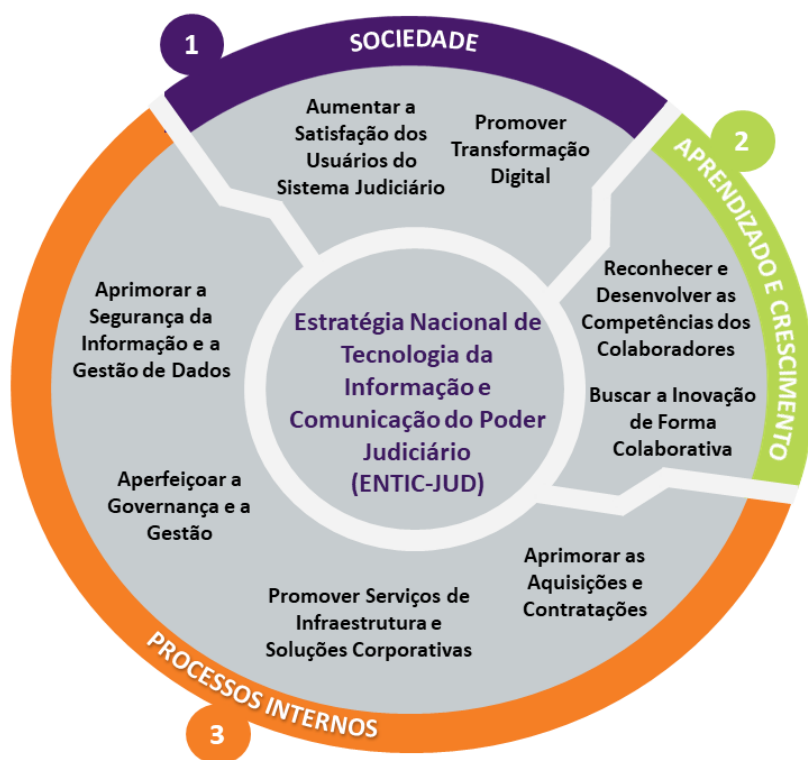 1
SOCIEDADE
Aumentar a
Satisfação dos
Usuários do
Sistema Judiciário
Promover
Transformação
Digital
2
APRENDIZADO E CRESCIMENTO
Reconhecer e
Desenvolver as
Competências dos
Colaboradores
Buscar a Inovação
de Forma
Colaborativa
Estratégia Nacional de
Tecnologia da
Informação e
Comunicação do Poder
Judiciário
(ENTIC-JUD)
Aprimorar a
Segurança da
Informação e a
Gestão de Dados
Aperfeiçoar a
Governança e a
Gestão
Promover Serviços de
Infraestrutura e
Soluções Corporativas
Aprimorar as
Aquisições e
Contratações
PROCESSOS INTERNOS
3